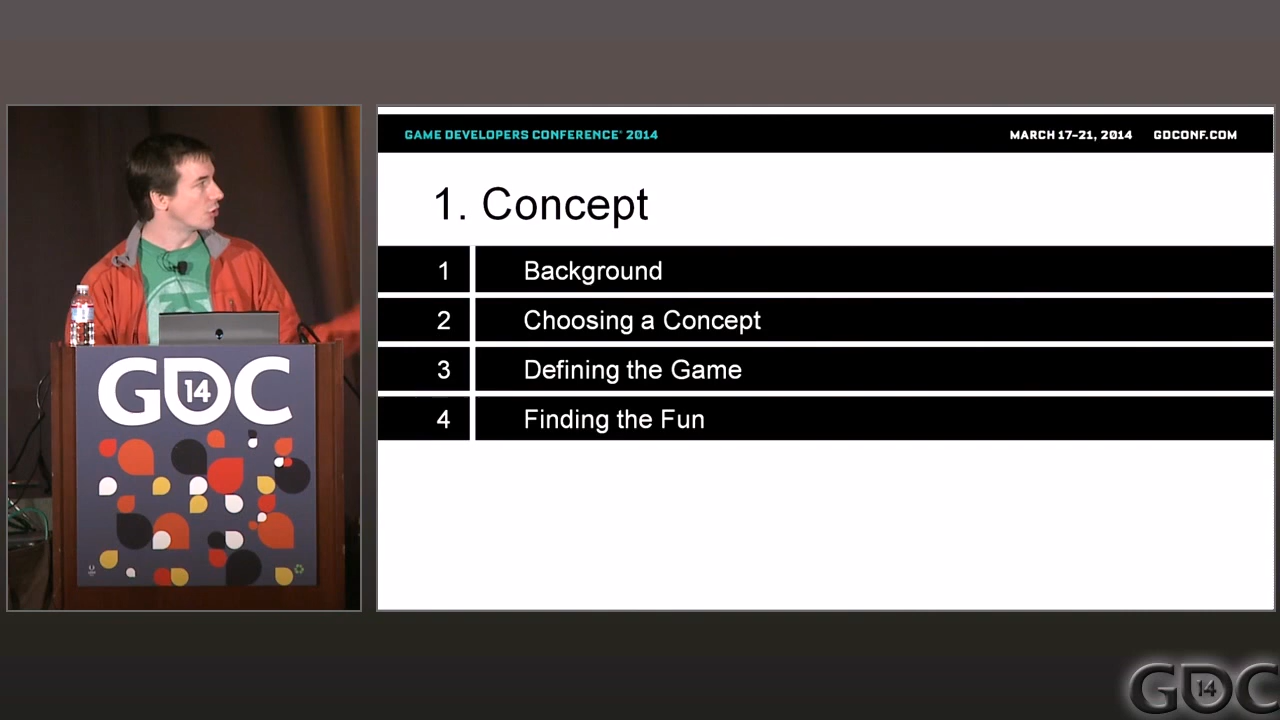 GAME DEVELOPERS CONFERENCE® 2014
MARCH 17-21, 2014 GDCONF.COM
1. Concept
1 Background
2 Choosing a Concept
3 Defining the Game
4 Finding the Fun
GDC
14
GDC
14